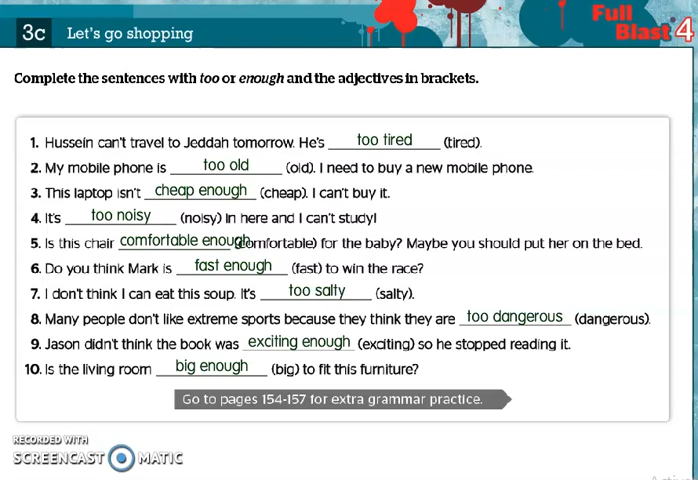 3c Let's go shopping
Full
Blast 4
Complete the sentences with too or enough and the adjectives in brackets.
1. Hussein can't travel to Jeddah tomorrow. He's too tired (tired).
2. My mobile phone is too old (old). I need to buy a new mobile phone.
3. This laptop isn't cheap enough (cheap). I can't buy it.
4. It's too noisy (noisy) in here and I can't study!
5. Is this chair comfortable enough (comfortable) for the baby? Maybe you should put her on the bed.
6. Do you think Mark is fast enough (fast) to win the race?
7. I don't think I can eat this soup. It's too salty (salty).
8. Many people don't like extreme sports because they think they are too dangerous (dangerous).
9. Jason didn't think the book was exciting enough (exciting) so he stopped reading it.
10. Is the living room big enough (big) to fit this furniture?
Go to pages 154-157 for extra grammar practice.
RECORDED WITH
SCREENCAST MATIC